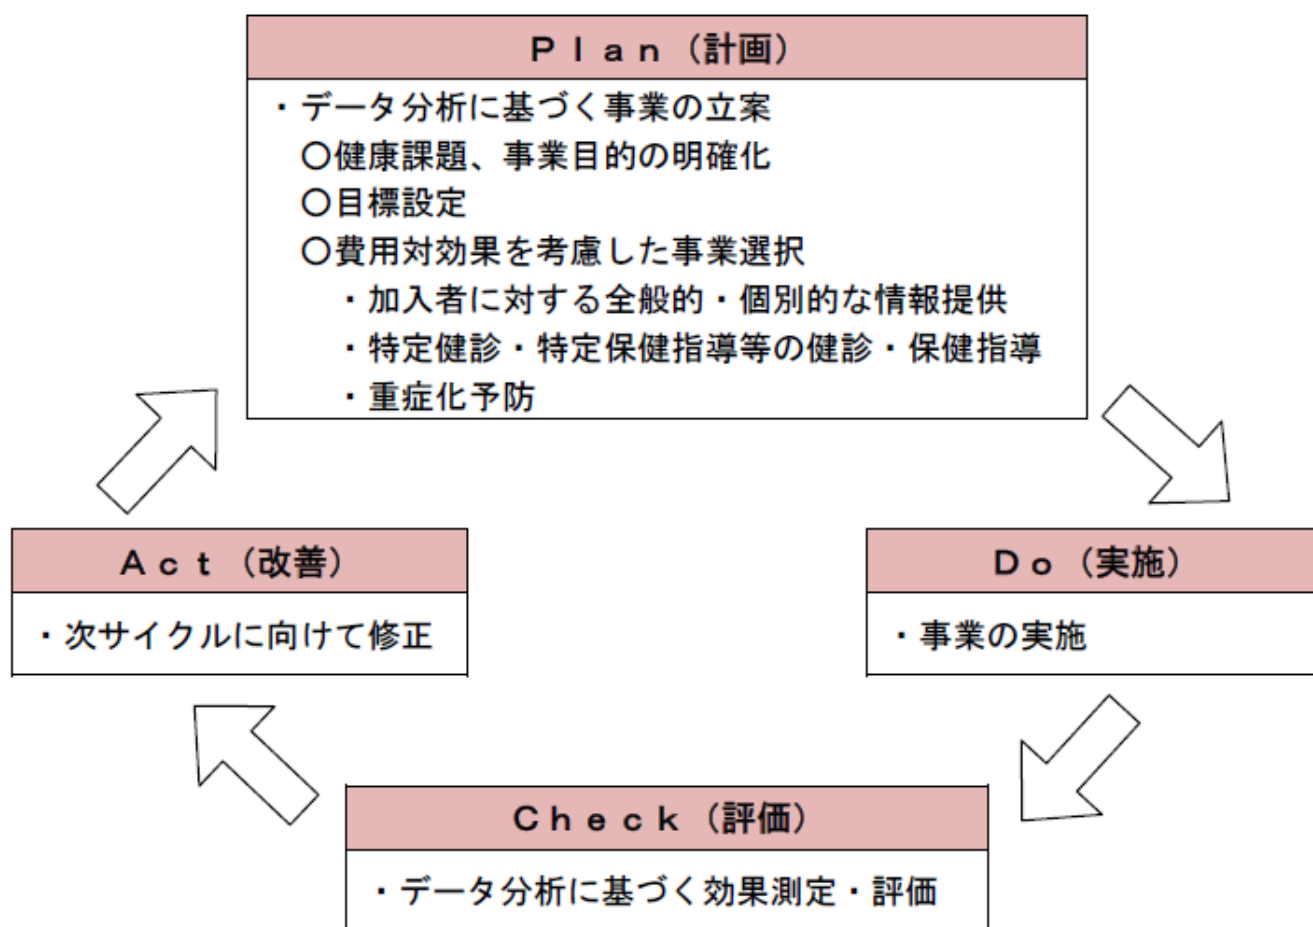 Ｐｌａｎ（計画）
・データ分析に基づく事業の立案
〇健康課題、事業目的の明確化
〇目標設定
〇費用対効果を考慮した事業選択
・加入者に対する全般的・個別的な情報提供
・特定健診・特定保健指導等の健診・保健指導
・重症化予防
Ｄｏ（実施）
・事業の実施
Ｃｈｅｃｋ（評価）
・データ分析に基づく効果測定・評価
Ａｃｔ（改善）
・次サイクルに向けて修正